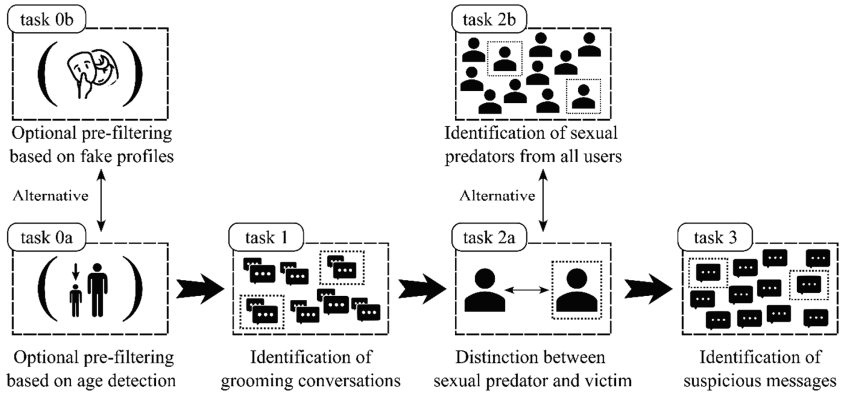 task 0b
task 2b
Optional pre-filtering
based on fake profiles
Identification of sexual
predators from all users
Alternative
Alternative
task 0a
task 1
task 2a
task 3
Optional pre-filtering
based on age detection
Identification of
grooming conversations
Distinction between
sexual predator and victim
Identification of
suspicious messages